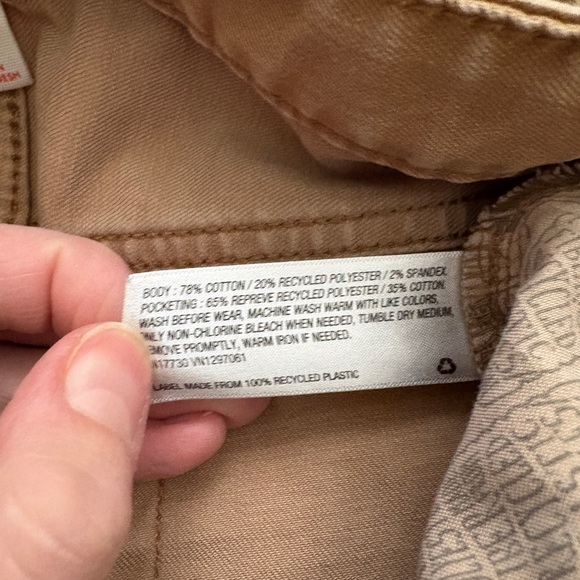 BODY : 78% COTTON / 20% RECYCLED POLYESTER / 2% SPANDEX.
POCKETING : 65% REPREVE RECYCLED POLYESTER / 35% COTTON.
WASH BEFORE WEAR, MACHINE WASH WARM WITH LIKE COLORS,
ONLY NON-CHLORINE BLEACH WHEN NEEDED, TUMBLE DRY MEDIUM,
REMOVE PROMPTLY, WARM IRON IF NEEDED.
VN1297061
LABEL MADE FROM 100% RECYCLED PLASTIC